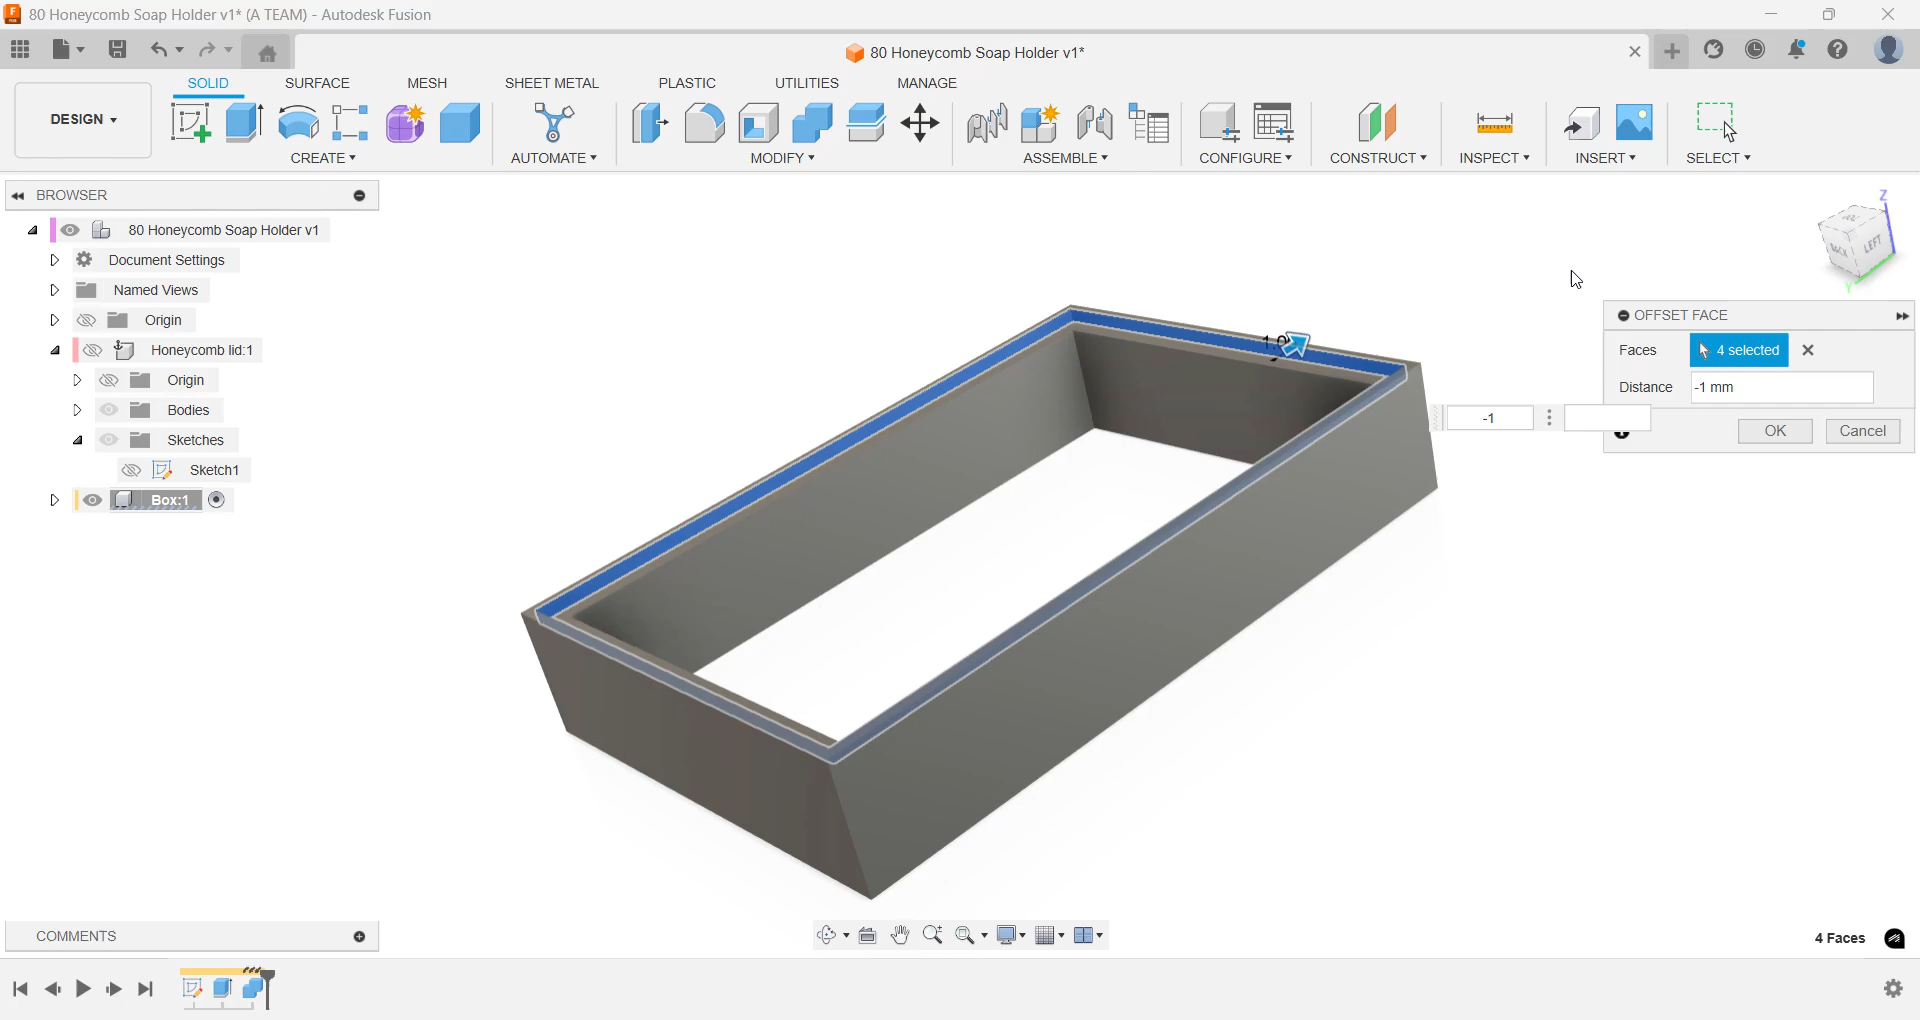 80 Honeycomb Soap Holder v1* (A TEAM) - Autodesk Fusion
80 Honeycomb Soap Holder v1*
SOLID SURFACE MESH SHEET METAL PLASTIC UTILITIES MANAGE
DESIGN
CREATE AUTOMATE MODIFY ASSEMBLE CONFIGURE CONSTRUCT INSPECT INSERT SELECT
BROWSER
80 Honeycomb Soap Holder v1
Document Settings
Named Views
Origin
Honeycomb lid:1
Origin
Bodies
Sketches
Sketch1
Box:1
Z
BACK LEFT
Y
OFFSET FACE
Faces 4 selected
Distance -1 mm
-1
OK Cancel
COMMENTS
4 Faces